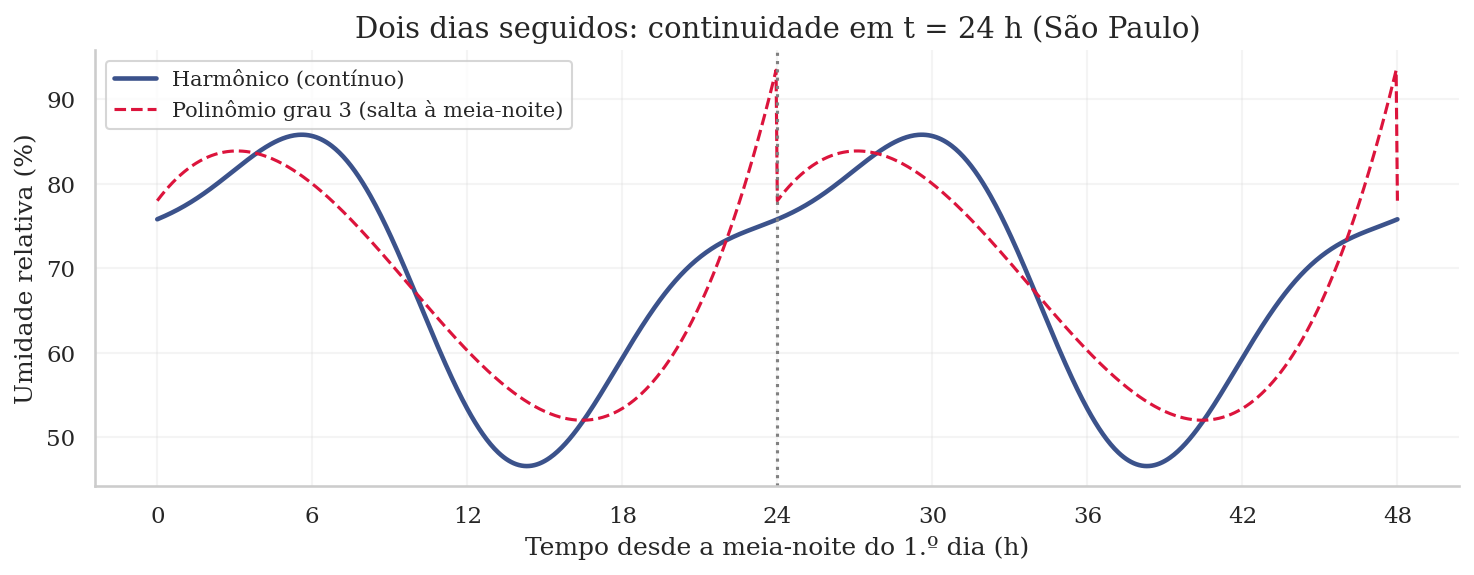 Dois dias seguidos: continuidade em t = 24 h (São Paulo)
Harmônico (contínuo)
Polinômio grau 3 (salta à meia-noite)
Umidade relativa (%)
90
80
70
60
50
0 6 12 18 24 30 36 42 48
Tempo desde a meia-noite do 1.º dia (h)